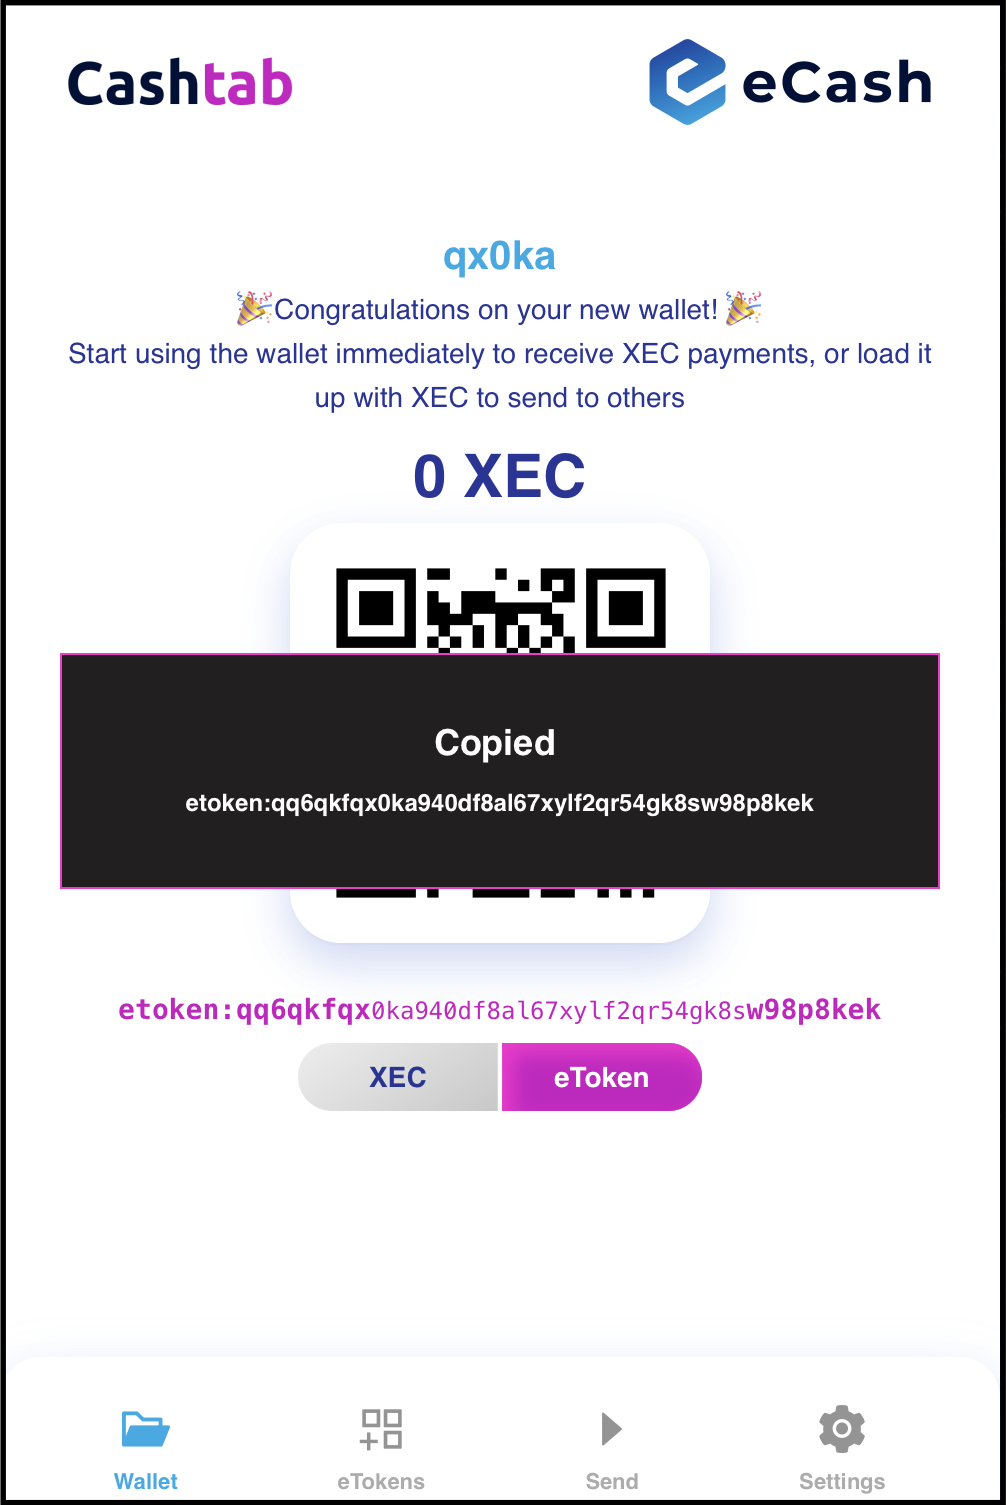 Cashtab
eCash
qx0ka
🎉Congratulations on your new wallet! 🎉
Start using the wallet immediately to receive XEC payments, or load it
up with XEC to send to others
0 XEC
Copied
etoken:qq6qkfqx0ka940df8al67xylf2qr54gk8sw98p8kek
etoken:qq6qkfqx0ka940df8al67xylf2qr54gk8sw98p8kek
XEC
eToken
Wallet
eTokens
Send
Settings